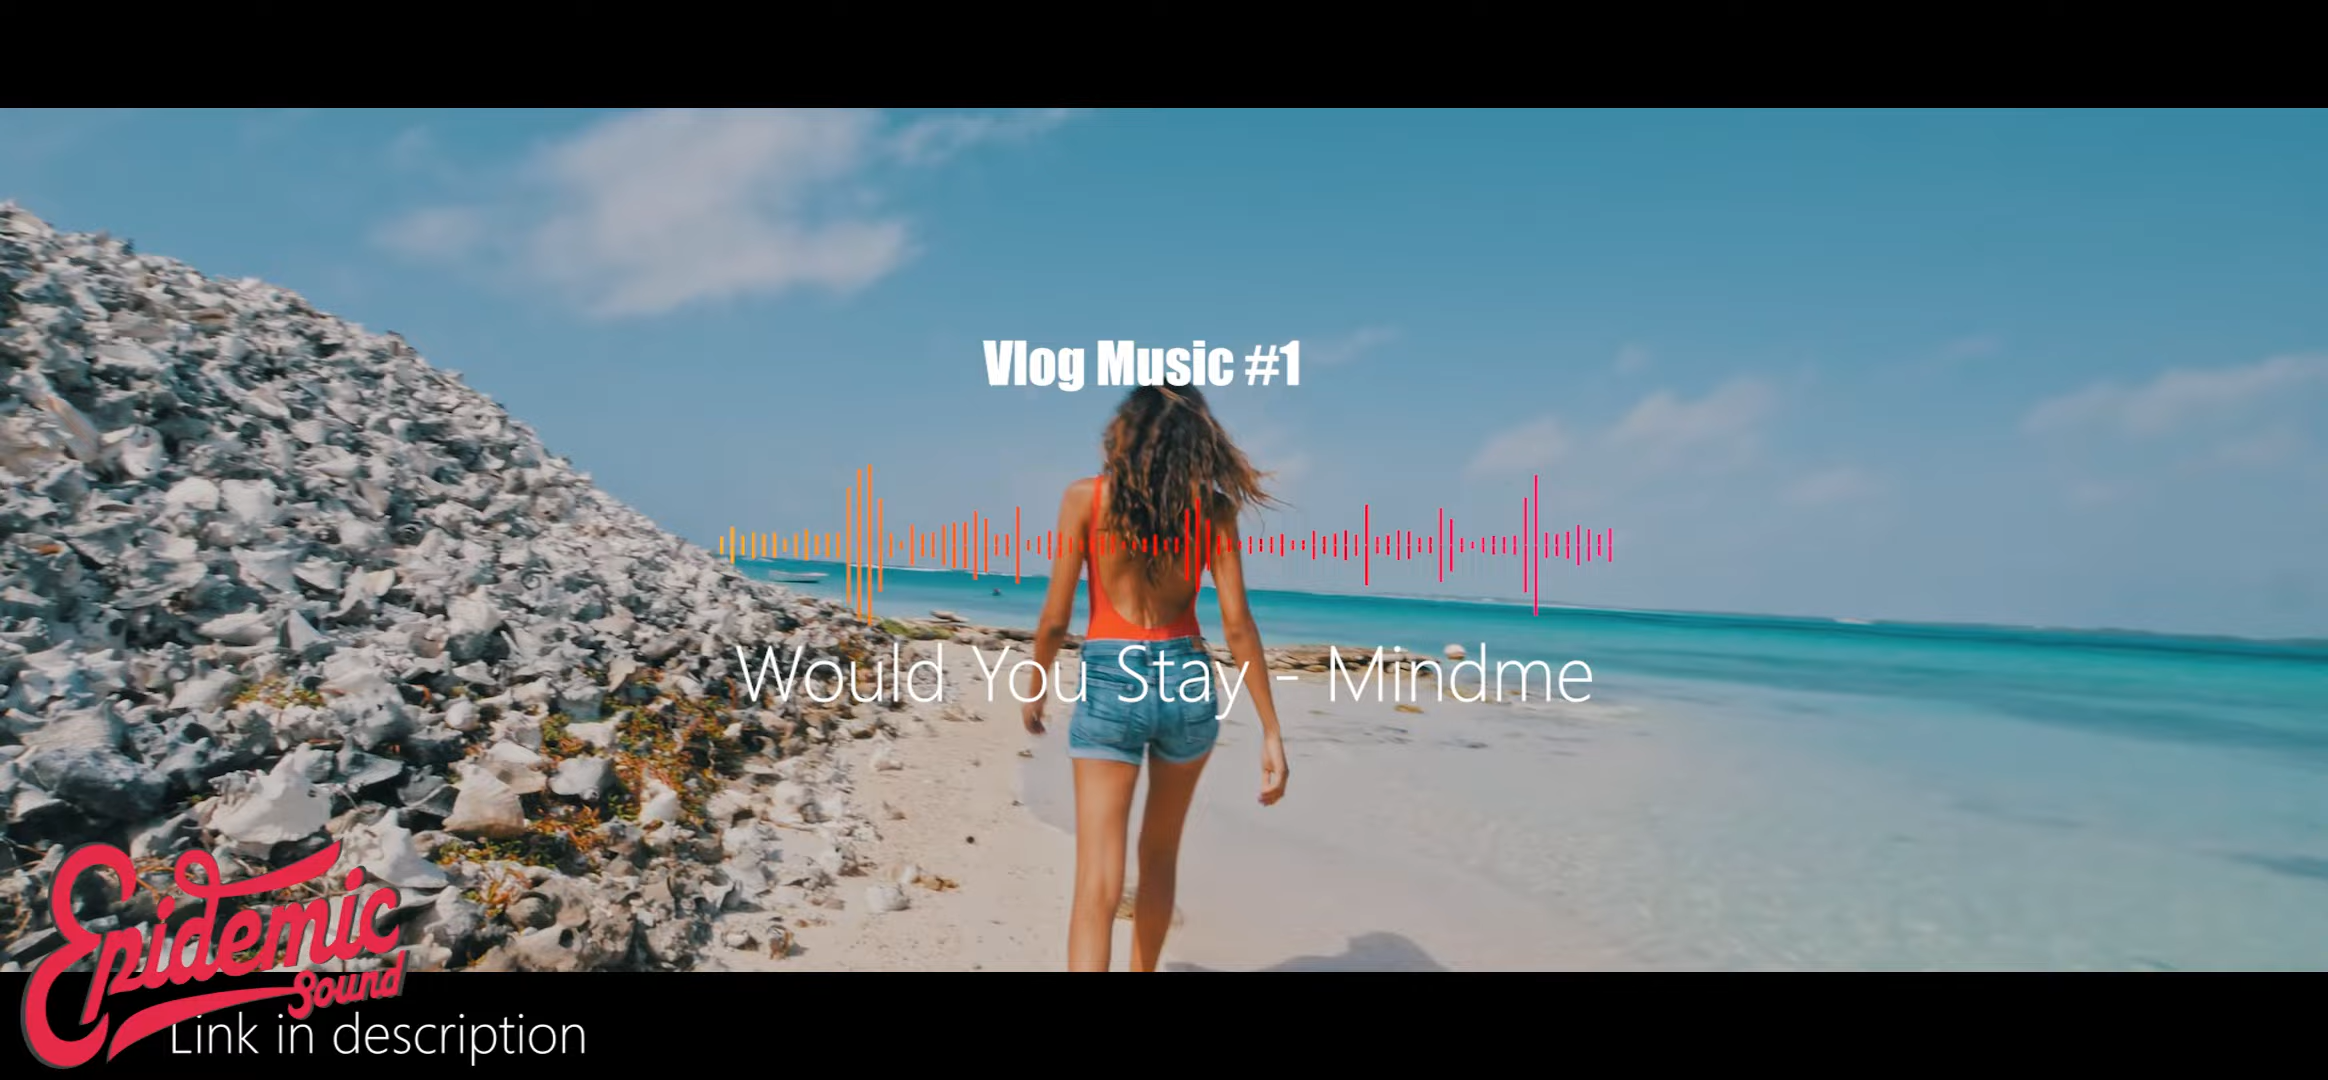 Vlog Music #1
Would You Stay - Mindme
Epidemic
Sound
Link in description